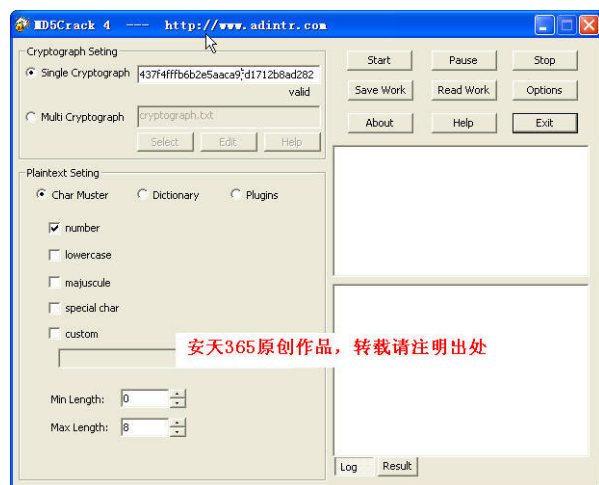 MD5Crack 4 --- http://www.adintr.com
Cryptograph Seting
Single Cryptograph
valid
Multi Cryptograph cryptograph.txt
Select Edit Help
Start Pause Stop
Save Work Read Work Options
About Help Exit
Plaintext Seting
Char Muster Dictionary Plugins
number
lowercase
majuscule
special char
custom
安天365原创作品，转载请注明出处
Min Length: 0
Max Length: 8
Log Result